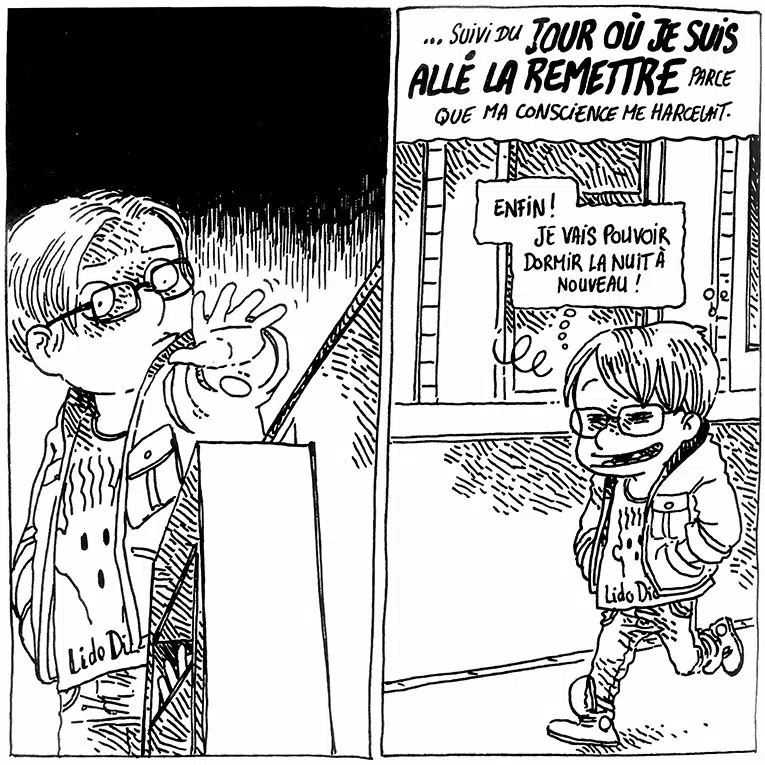 ... SUIVI DU JOUR OÙ JE SUIS
ALLÉ LA REMETTRE PARCE
QUE MA CONSCIENCE ME HARCELAIT.
ENFIN !
JE VAIS POUVOIR
DORMIR LA NUIT À
NOUVEAU !
Lido Di
Lido Did